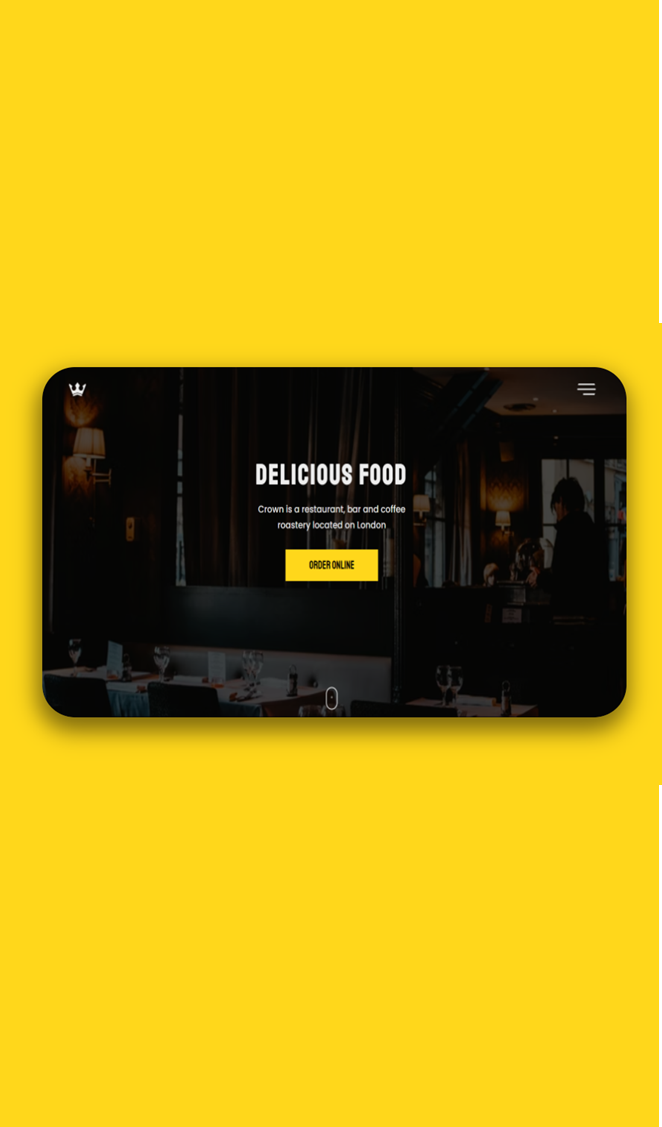 DELICIOUS FOOD
Crown is a restaurant, bar and coffee
roastery located on London
ORDER ONLINE